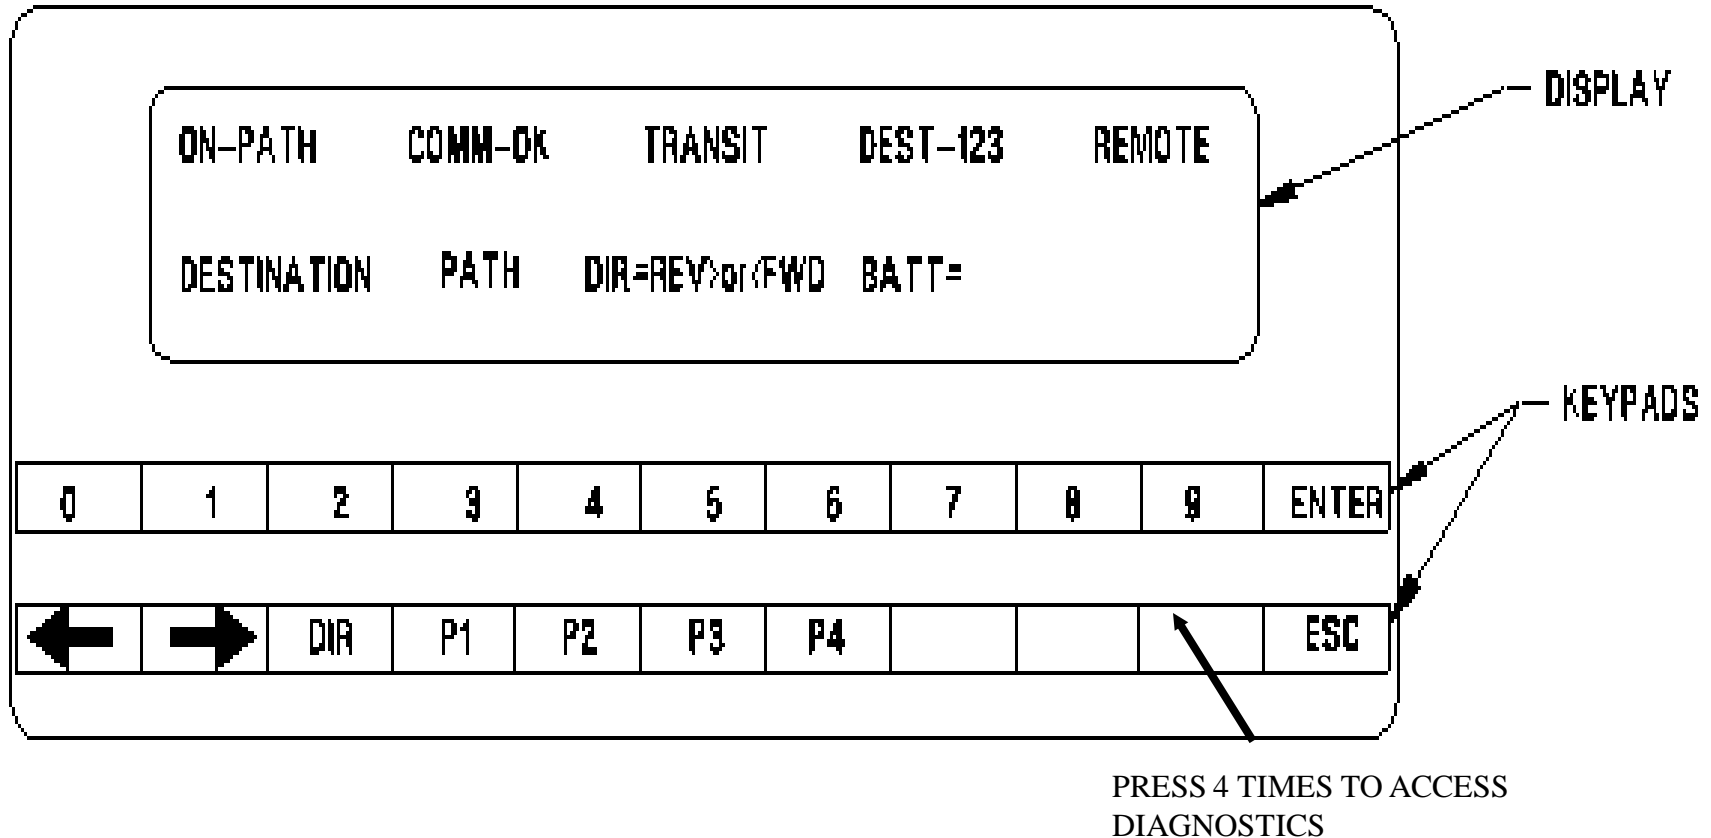 DISPLAY
ON-PATH COMM-OK TRANSIT DEST-123 REMOTE
DESTINATION PATH DIR=REV>or<FWD BATT=
KEYPADS
0 1 2 3 4 5 6 7 8 9 ENTER
DIR P1 P2 P3 P4 ESC
PRESS 4 TIMES TO ACCESS
DIAGNOSTICS